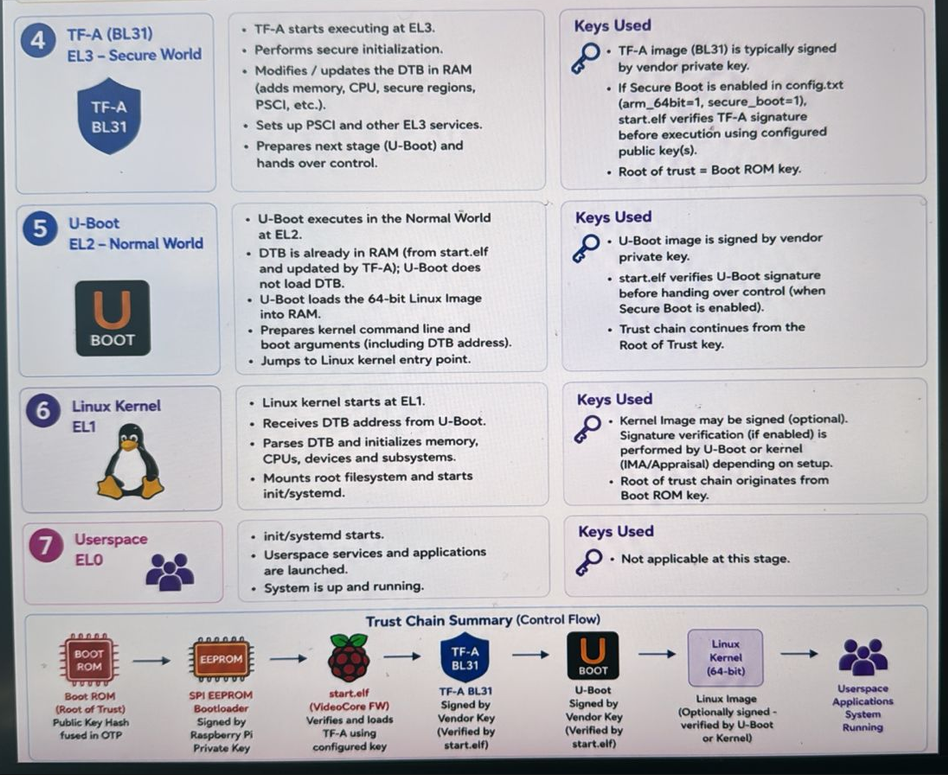 4
TF-A (BL31)
EL3 – Secure World
TF-A
BL31
• TF-A starts executing at EL3.
• Performs secure initialization.
• Modifies / updates the DTB in RAM
(adds memory, CPU, secure regions,
PSCI, etc.).
• Sets up PSCI and other EL3 services.
• Prepares next stage (U-Boot) and
hands over control.
Keys Used
• TF-A image (BL31) is typically signed
by vendor private key.
• If Secure Boot is enabled in config.txt
(arm_64bit=1, secure_boot=1),
start.elf verifies TF-A signature
before execution using configured
public key(s).
• Root of trust = Boot ROM key.
5
U-Boot
EL2 – Normal World
U
BOOT
• U-Boot executes in the Normal World
at EL2.
• DTB is already in RAM (from start.elf
and updated by TF-A); U-Boot does
not load DTB.
• U-Boot loads the 64-bit Linux Image
into RAM.
• Prepares kernel command line and
boot arguments (including DTB address).
• Jumps to Linux kernel entry point.
Keys Used
• U-Boot image is signed by vendor
private key.
• start.elf verifies U-Boot signature
before handing over control (when
Secure Boot is enabled).
• Trust chain continues from the
Root of Trust key.
6
Linux Kernel
EL1
• Linux kernel starts at EL1.
• Receives DTB address from U-Boot.
• Parses DTB and initializes memory,
CPUs, devices and subsystems.
• Mounts root filesystem and starts
init/systemd.
Keys Used
• Kernel Image may be signed (optional).
Signature verification (if enabled) is
performed by U-Boot or kernel
(IMA/Appraisal) depending on setup.
• Root of trust chain originates from
Boot ROM key.
7
Userspace
EL0
• init/systemd starts.
• Userspace services and applications
are launched.
• System is up and running.
Keys Used
• Not applicable at this stage.
Trust Chain Summary (Control Flow)
BOOT
ROM
Boot ROM
(Root of Trust)
Public Key Hash
fused in OTP
EEPROM
SPI EEPROM
Bootloader
Signed by
Raspberry Pi
Private Key
start.elf
(VideoCore FW)
Verifies and loads
TF-A using
configured key
TF-A
BL31
TF-A BL31
Signed by
Vendor Key
(Verified by
start.elf)
U
BOOT
U-Boot
Signed by
Vendor Key
(Verified by
start.elf)
Linux
Kernel
(64-bit)
Linux Image
(Optionally signed -
verified by U-Boot
or Kernel)
Userspace
Applications
System
Running